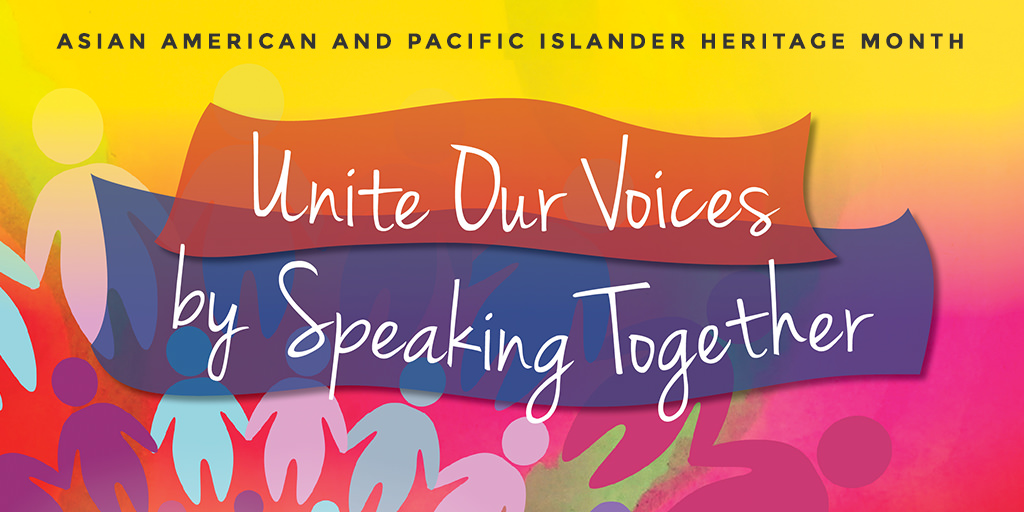 ASIAN AMERICAN AND PACIFIC ISLANDER HERITAGE MONTH
Unite Our Voices
by Speaking Together